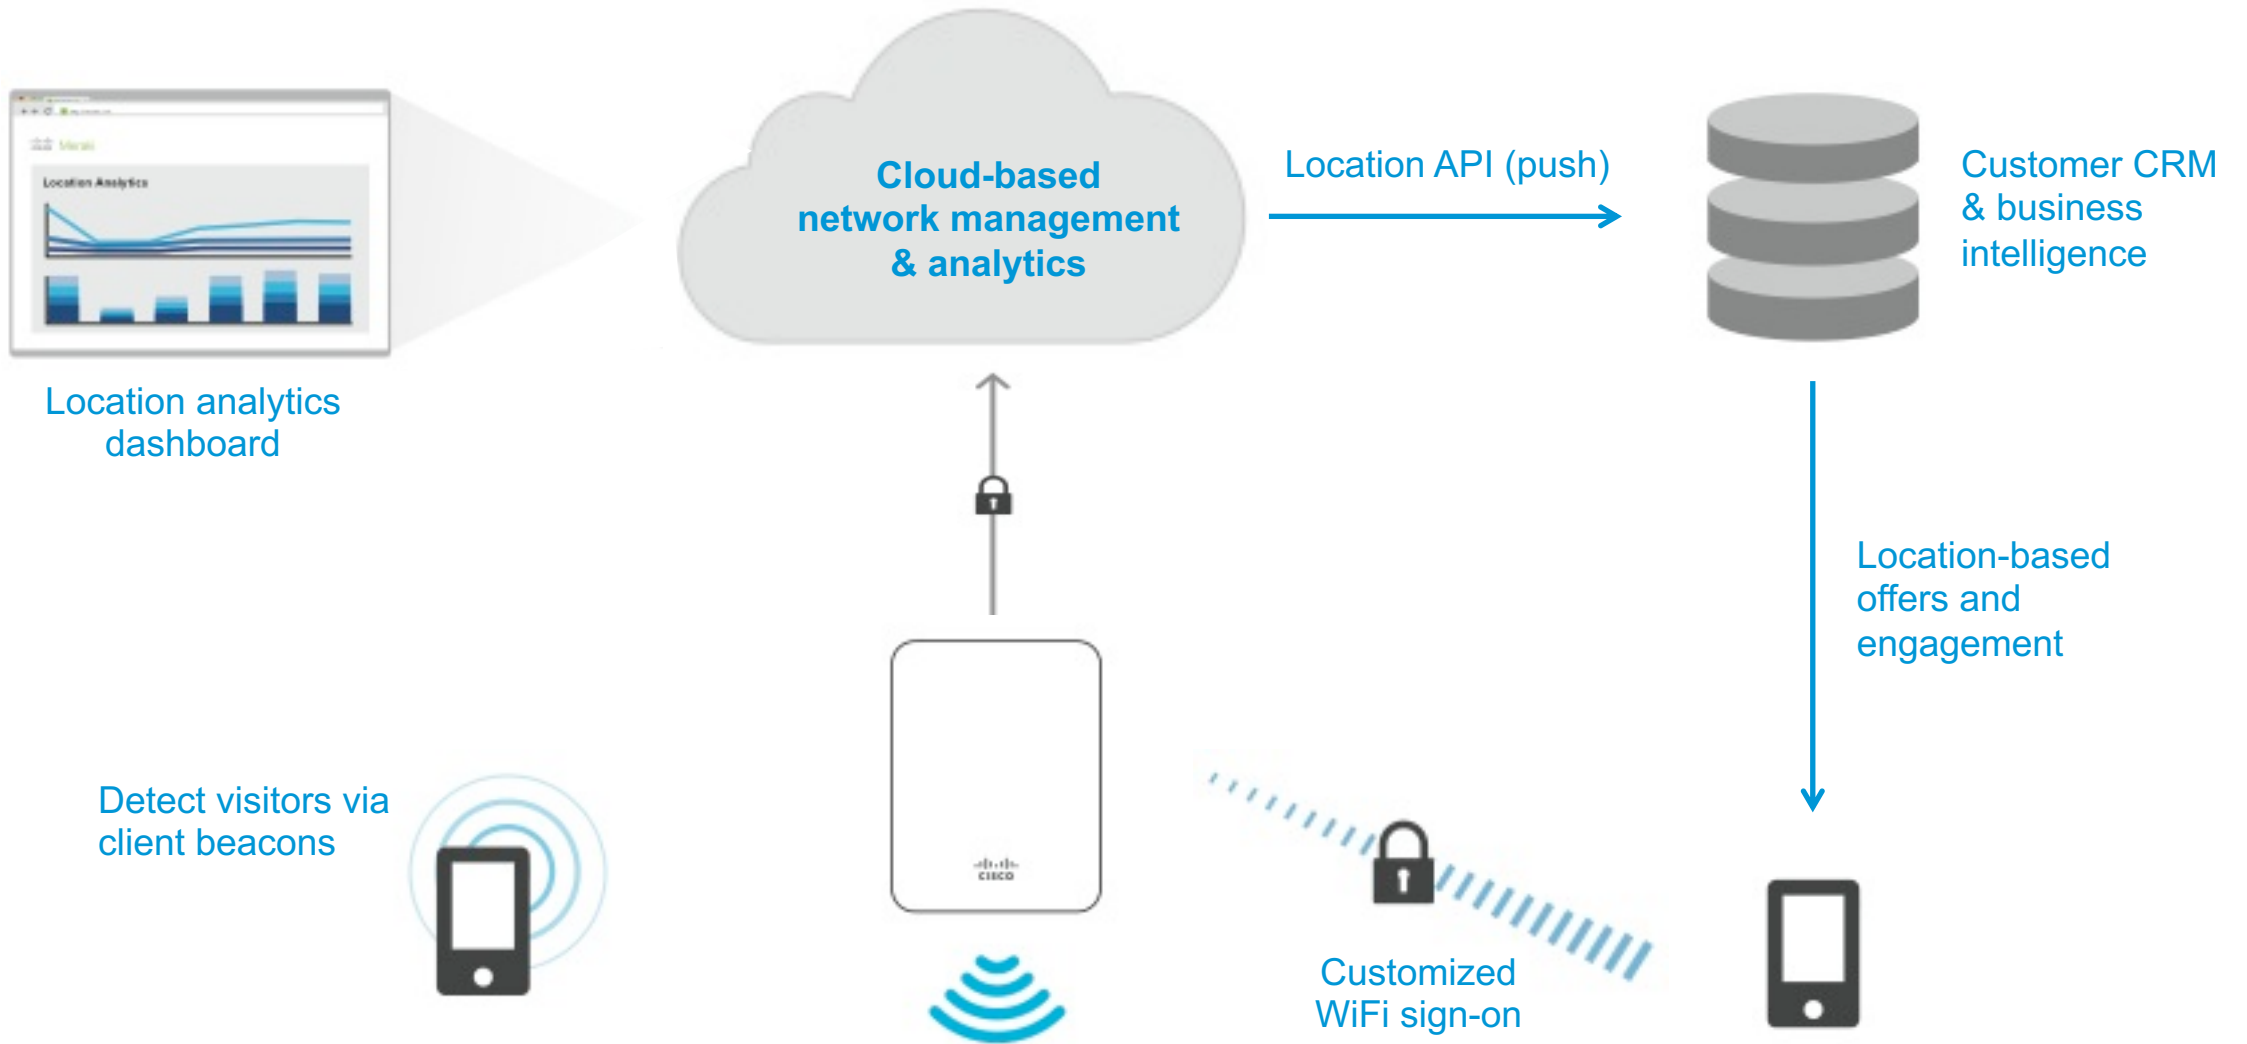 Meraki
Location Analytics
Location analytics
dashboard
Cloud-based
network management
& analytics
Location API (push)
Customer CRM
& business
intelligence
Location-based
offers and
engagement
Detect visitors via
client beacons
CISCO
Customized
WiFi sign-on